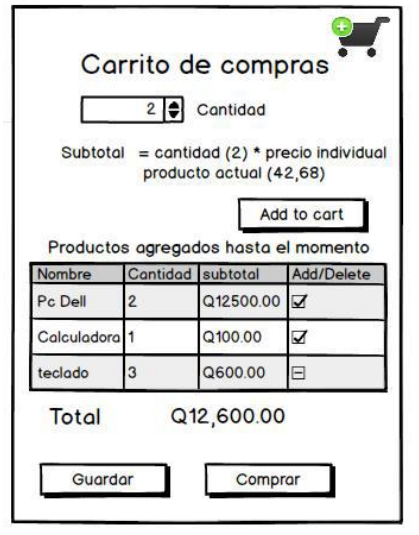 Carrito de compras
2 Cantidad
Subtotal = cantidad (2) * precio individual
producto actual (42,68)
Add to cart
Productos agregados hasta el momento
Nombre Cantidad subtotal Add/Delete
Pc Dell 2 Q12500.00
Calculadora 1 Q100.00
teclado 3 Q600.00
Total Q12,600.00
Guardar Comprar